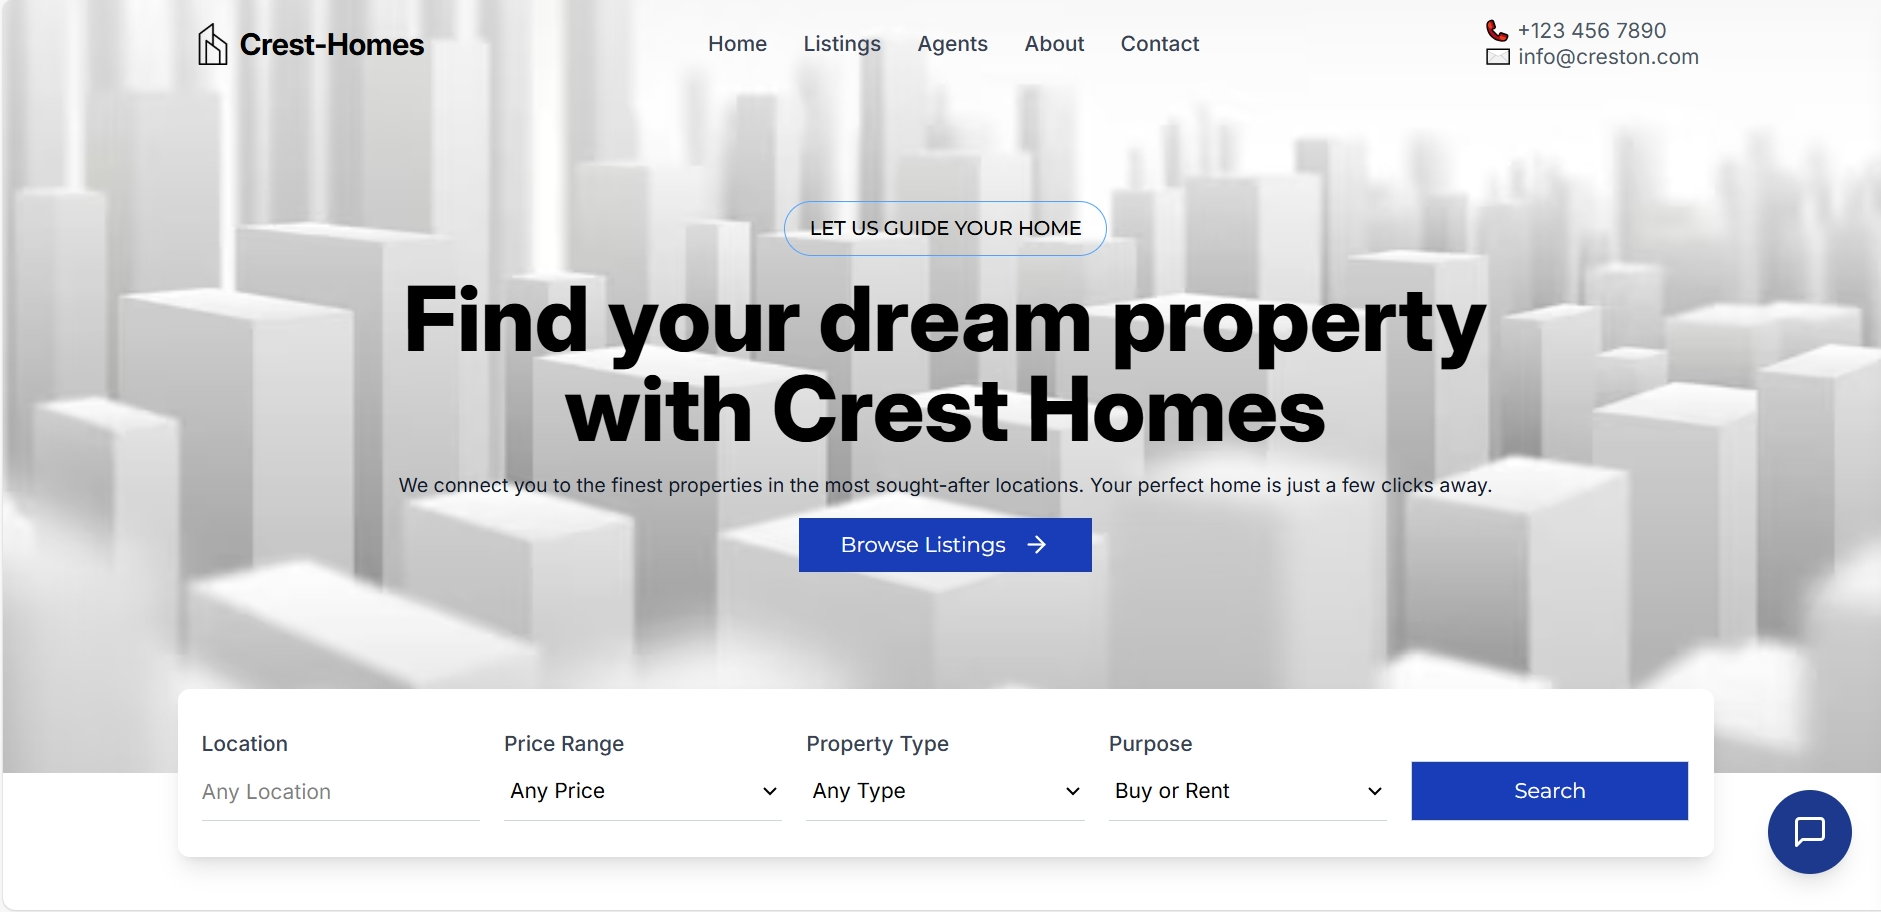 Crest-Homes
Home
Listings
Agents
About
Contact
+123 456 7890
info@creston.com
LET US GUIDE YOUR HOME
Find your dream property
with Crest Homes
We connect you to the finest properties in the most sought-after locations. Your perfect home is just a few clicks away.
Browse Listings
Location
Any Location
Price Range
Any Price
Property Type
Any Type
Purpose
Buy or Rent
Search